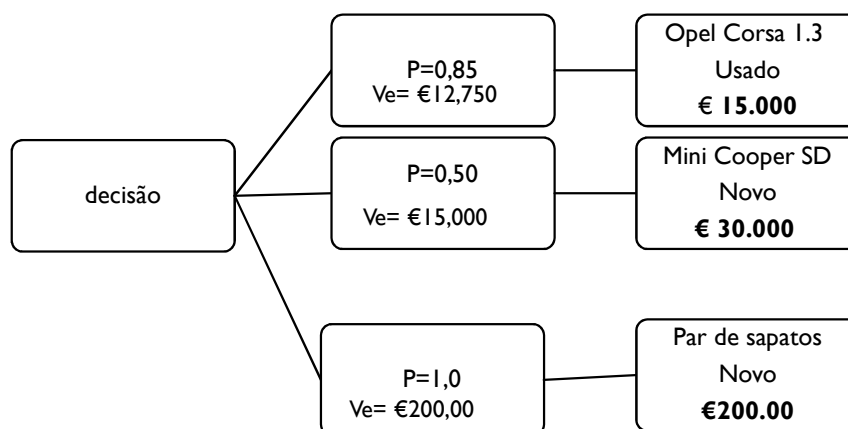 decisão
P=0,85
Ve= €12,750
Opel Corsa 1.3
Usado
€ 15.000
P=0,50
Ve= €15,000
Mini Cooper SD
Novo
€ 30.000
P=1,0
Ve= €200,00
Par de sapatos
Novo
€200.00